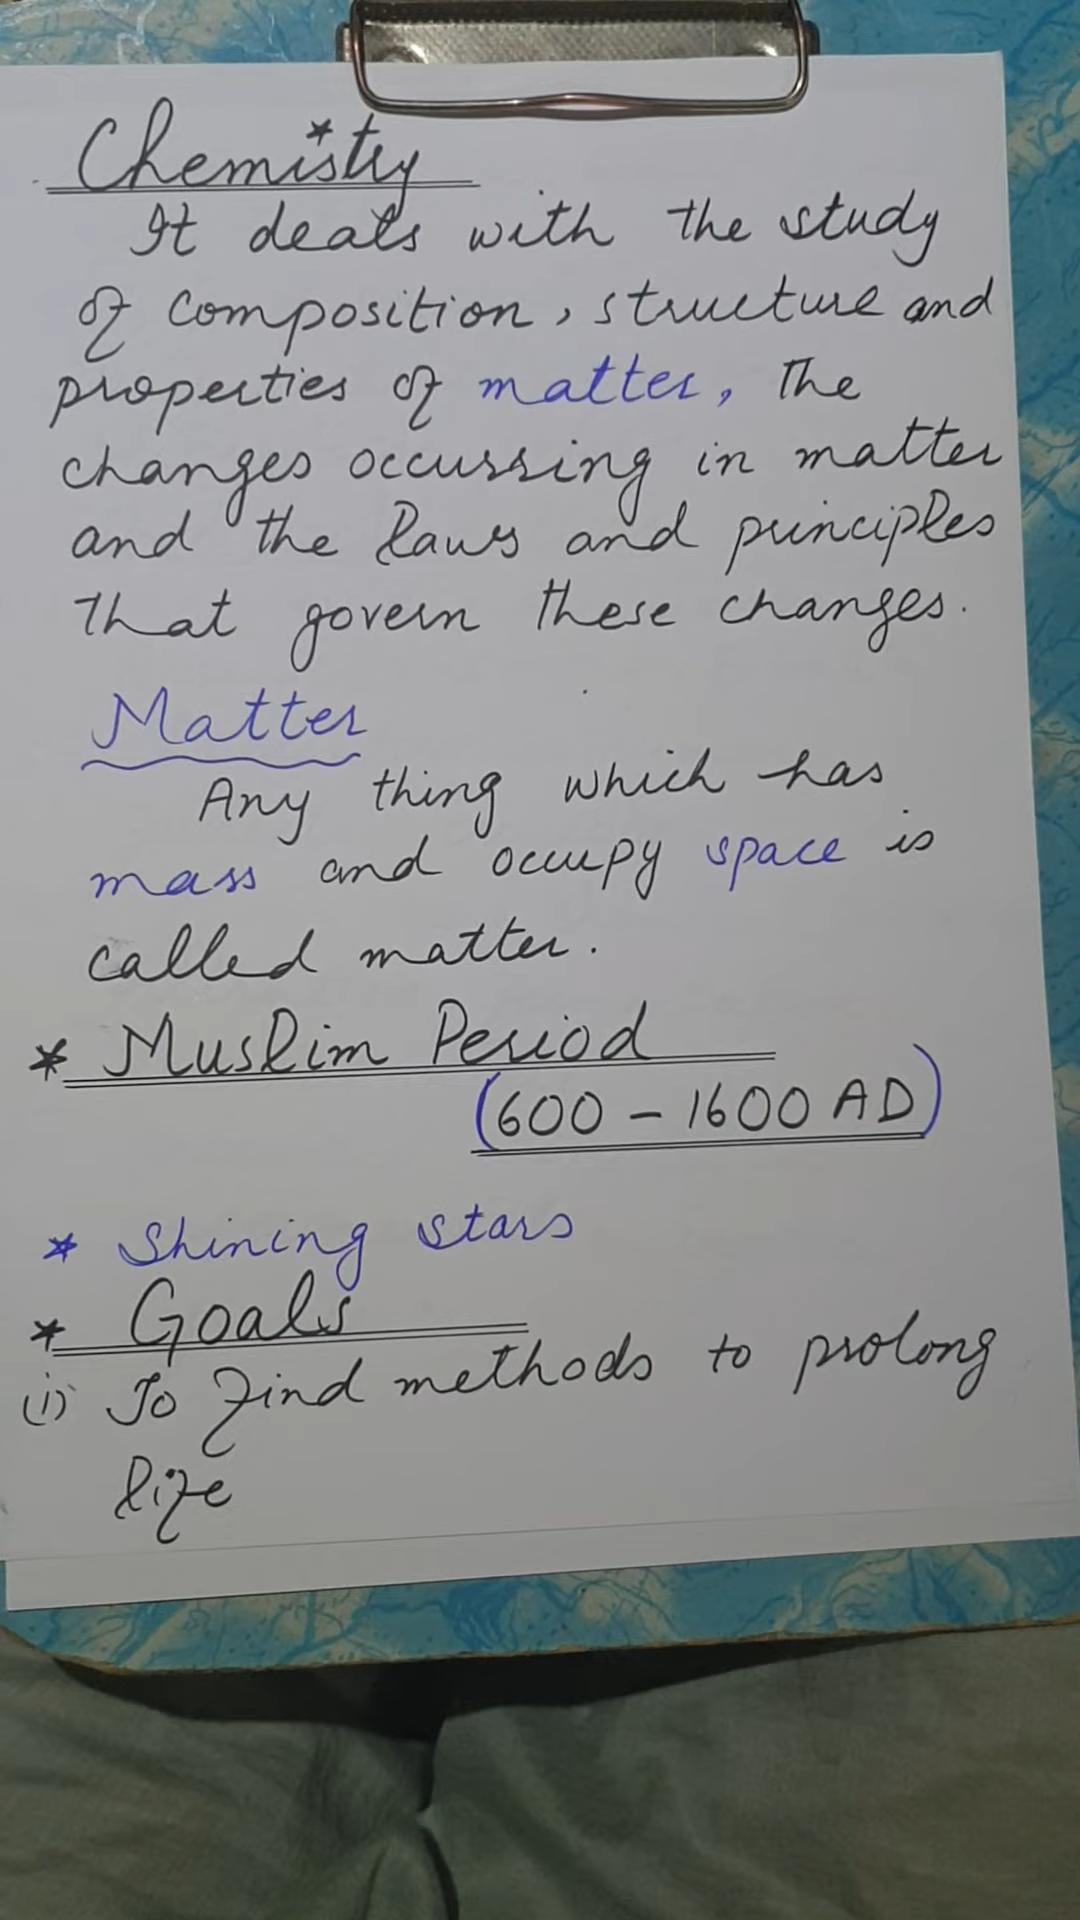 Chemistry
It deals with the study
of composition, structure and
properties of matter, the
changes occurring in matter
and the laws and principles
that govern these changes.
Matter
Any thing which has
mass and occupy space is
called matter.
* Muslim Period
(600 – 1600 AD)
* Shining stars
* Goals
(i) To find methods to prolong
life